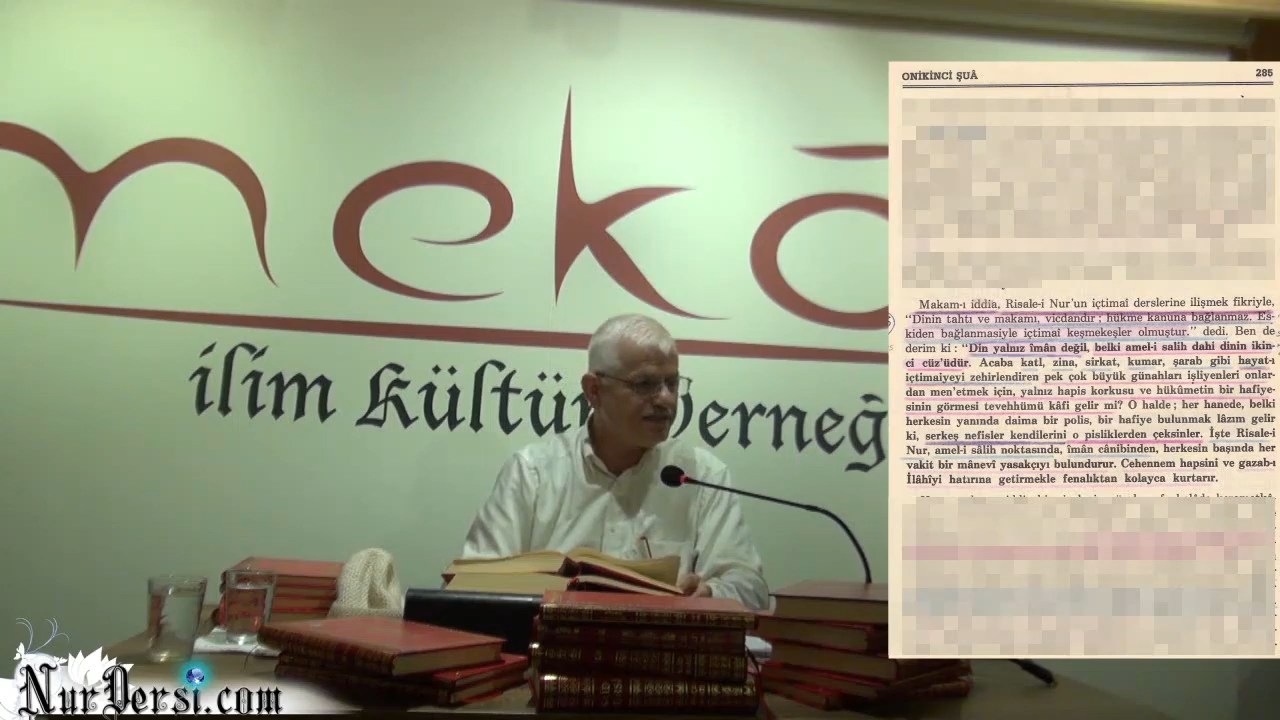 mekâ
ilim Kültür Derneğ
NurDersi.com
ONİKİNCİ ŞUÂ 285
Makam-ı iddia, Risale-i Nur'un içtimaî derslerine ilişmek fikriyle,
"Dinin tahtı ve makamı, vicdandır; hükme kanuna bağlanmaz. Es-
kiden bağlanmasiyle içtimaî keşmekeşler olmuştur." dedi. Ben de
derim ki: "Din yalnız îmân değil, belki amel-i salih dahi dinin ikin-
ci cüz'üdür. Acaba katl, zina, sirkat, kumar, şarab gibi hayat-ı
içtimaiyeyi zehirlendiren pek çok büyük günahları işliyenleri onlar-
dan men'etmek için, yalnız hapis korkusu ve hükûmetin bir hafiye-
sinin görmesi tevehhümü kâfi gelir mi? O halde; her hanede, belki
herkesin yanında daima bir polis, bir hafiye bulunmak lâzım gelir
ki, serkeş nefisler kendilerini o pisliklerden çeksinler. İşte Risale-i
Nur, amel-i sâlih noktasında, îmân cânibinden, herkesin başında her
vakit bir mânevî yasakçıyı bulundurur. Cehennem hapsini ve gazab-ı
İlâhîyi hatırına getirmekle fenalıktan kolayca kurtarır.